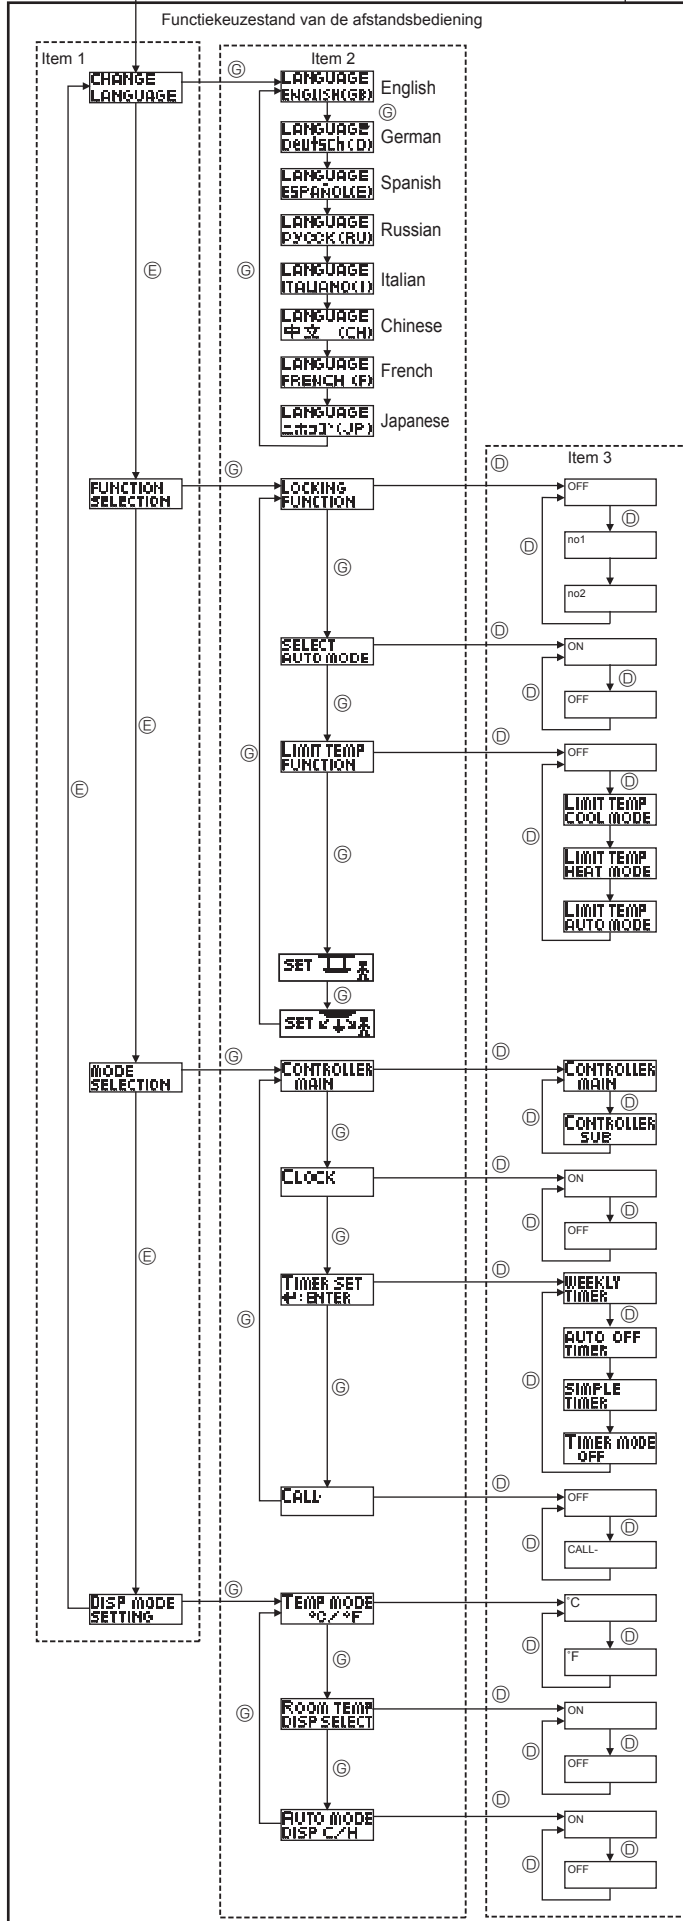 Functiekeuzestand van de afstandsbediening
Item 1
Item 2
CHANGE
LANGUAGE
Ⓖ
LANGUAGE
ENGLISH(GB)
English
Ⓖ
LANGUAGE
Deutsch(D)
German
LANGUAGE
ESPAÑOL(E)
Spanish
LANGUAGE
РУССК(RU)
Russian
Ⓔ
Ⓖ
LANGUAGE
ITALIANO(I)
Italian
LANGUAGE
中文 (CH)
Chinese
LANGUAGE
FRENCH (F)
French
LANGUAGE
ニホンゴ(JP)
Japanese
Item 3
FUNCTION
SELECTION
Ⓖ
LOCKING
FUNCTION
Ⓓ
OFF
Ⓓ
Ⓓ
no1
no2
Ⓖ
SELECT
AUTO MODE
Ⓓ
ON
Ⓓ
Ⓓ
OFF
Ⓖ
Ⓔ
Ⓖ
LIMIT TEMP
FUNCTION
Ⓓ
OFF
Ⓓ
Ⓔ
Ⓓ
LIMIT TEMP
COOL MODE
LIMIT TEMP
HEAT MODE
LIMIT TEMP
AUTO MODE
Ⓖ
SET
Ⓖ
SET
MODE
SELECTION
Ⓖ
CONTROLLER
MAIN
Ⓓ
CONTROLLER
MAIN
Ⓓ
Ⓓ
CONTROLLER
SUB
Ⓖ
CLOCK
Ⓓ
ON
Ⓓ
Ⓓ
OFF
Ⓖ
Ⓔ
TIMER SET
↵:ENTER
Ⓓ
WEEKLY
TIMER
Ⓓ
Ⓖ
AUTO OFF
TIMER
Ⓓ
SIMPLE
TIMER
Ⓖ
TIMER MODE
OFF
CALL-
Ⓓ
OFF
Ⓓ
Ⓓ
CALL-
DISP MODE
SETTING
Ⓖ
TEMP MODE
°C/°F
Ⓓ
°C
Ⓓ
Ⓓ
°F
Ⓖ
Ⓖ
ROOM TEMP
DISP SELECT
Ⓓ
ON
Ⓓ
Ⓓ
OFF
Ⓖ
AUTO MODE
DISP C/H
Ⓓ
ON
Ⓓ
Ⓓ
OFF